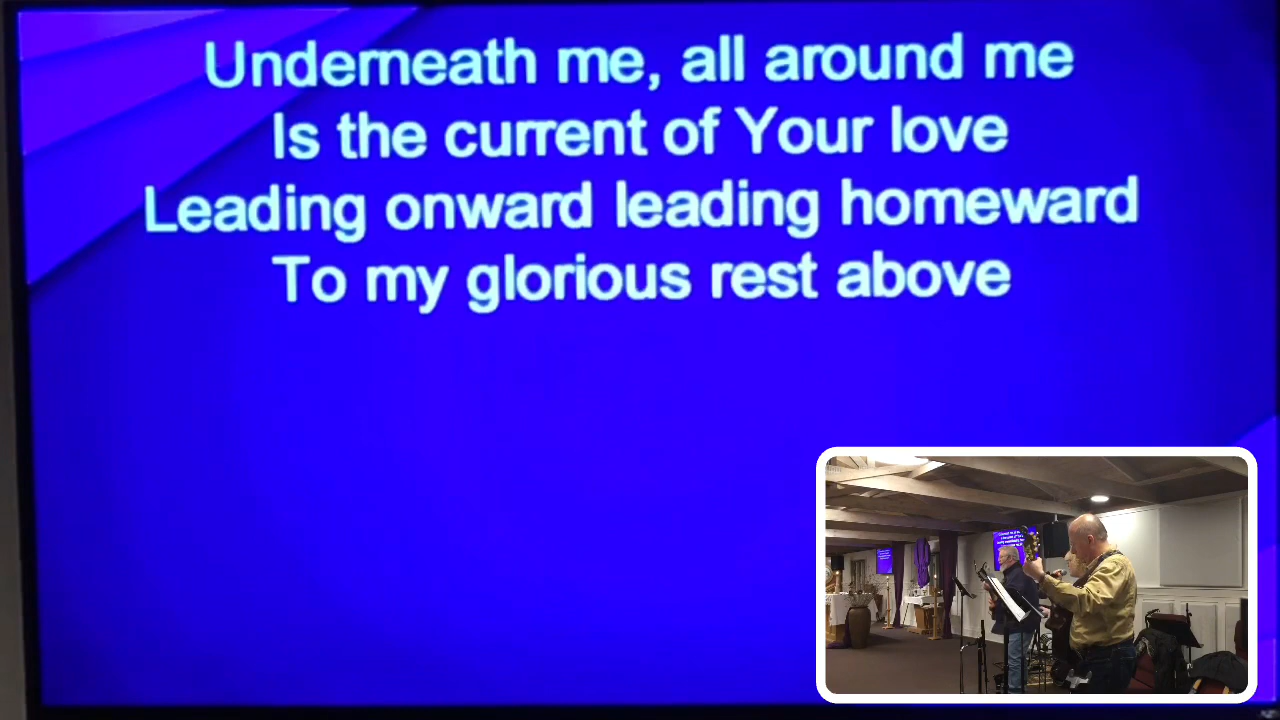 Underneath me, all around me
Is the current of Your love
Leading onward leading homeward
To my glorious rest above